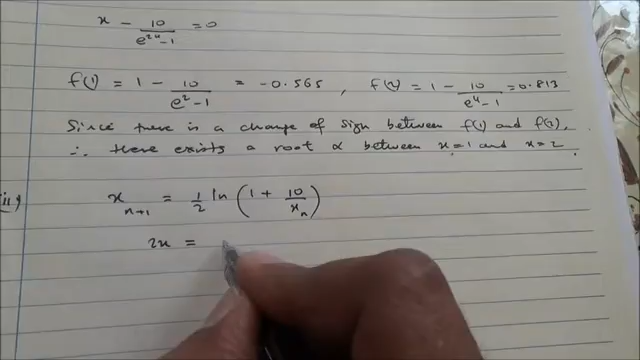 x - 10/(e^(2x) - 1) = 0
f(1) = 1 - 10/(e^2 - 1) = -0.565 , f(2) = 1 - 10/(e^4 - 1) = 0.813
Since there is a change of sign between f(1) and f(2),
∴ there exists a root α between x=1 and x=2
ii) x_(n+1) = 1/2 ln (1 + 10/x_n)
2x =